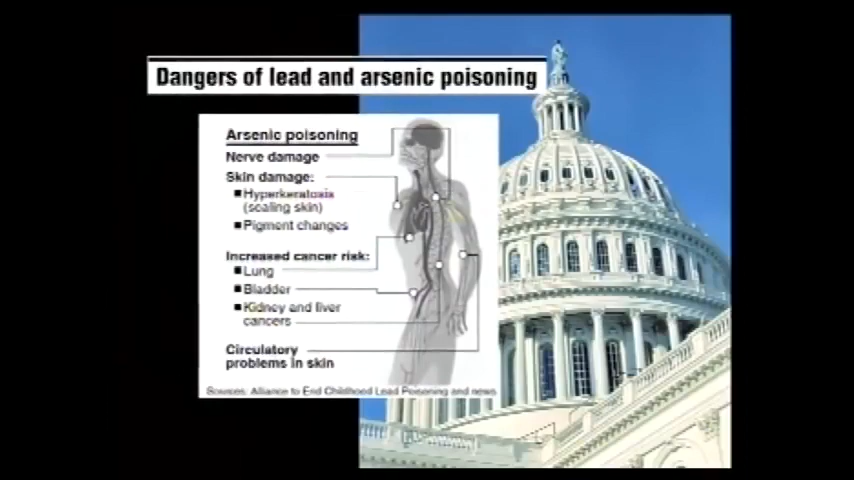 Dangers of lead and arsenic poisoning
Arsenic poisoning
Nerve damage
Skin damage:
■Hyperkeratosis
(scaling skin)
■Pigment changes
Increased cancer risk:
■Lung
■Bladder
■Kidney and liver
cancers
Circulatory
problems in skin
Sources: Alliance to End Childhood Lead Poisoning and news